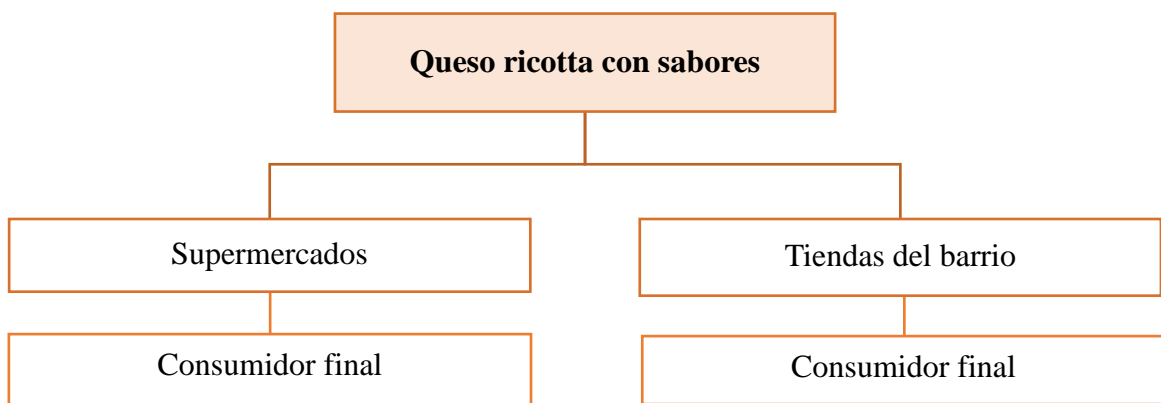 Queso ricotta con sabores
Supermercados
Tiendas del barrio
Consumidor final
Consumidor final